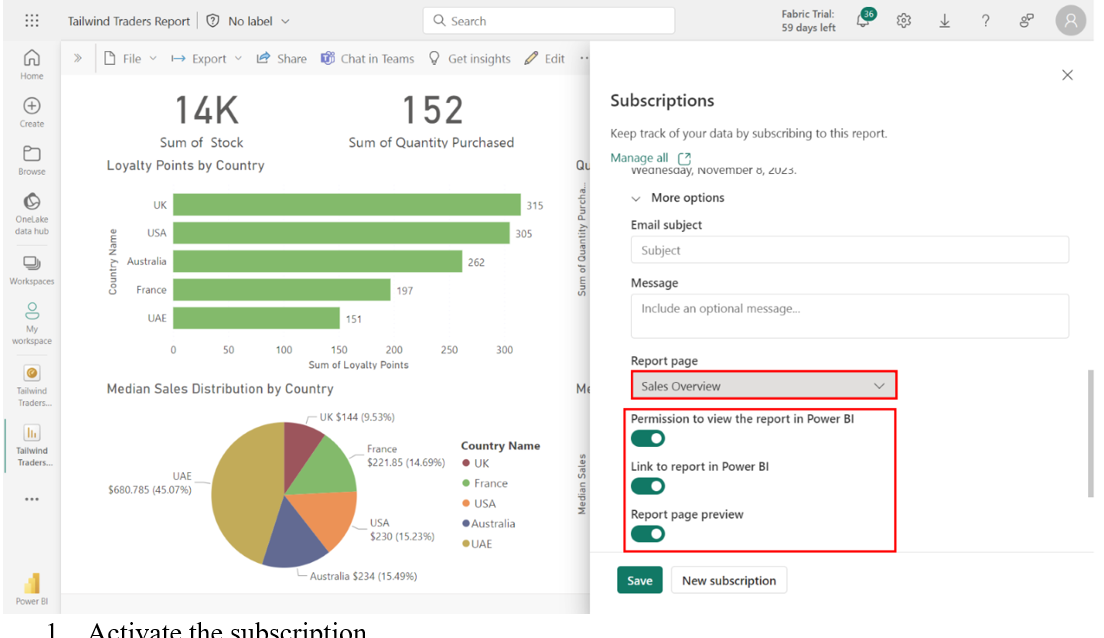 Tailwind Traders Report
No label
Search
Fabric Trial:
59 days left
36
?
R
Home
Create
Browse
OneLake
data hub
Workspaces
My
workspace
Tailwind
Traders...
Tailwind
Traders...
Power BI
File
Export
Share
Chat in Teams
Get insights
Edit
14K
Sum of Stock
152
Sum of Quantity Purchased
Loyalty Points by Country
Country Name
UK
315
USA
305
Australia
262
France
197
UAE
151
0 50 100 150 200 250 300
Sum of Loyalty Points
Qu
Sum of Quantity Purcha...
Median Sales Distribution by Country
UK $144 (9.53%)
France
$221.85 (14.69%)
UAE
$680.785 (45.07%)
USA
$230 (15.23%)
Australia $234 (15.49%)
Country Name
UK
France
USA
Australia
UAE
Me
Median Sales
Subscriptions
Keep track of your data by subscribing to this report.
Manage all
Wednesday, November 8, 2023.
More options
Email subject
Subject
Message
Include an optional message...
Report page
Sales Overview
Permission to view the report in Power BI
Link to report in Power BI
Report page preview
Save
New subscription
1. Activate the subscription